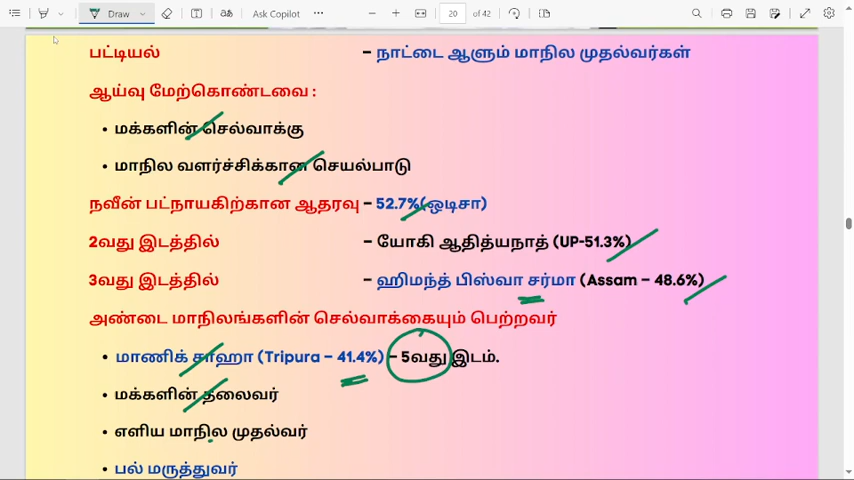 Draw
Ask Copilot
20 of 42
பட்டியல் – நாட்டை ஆளும் மாநில முதல்வர்கள்
ஆய்வு மேற்கொண்டவை :
• மக்களின் செல்வாக்கு
• மாநில வளர்ச்சிக்கான செயல்பாடு
நவீன் பட்நாயகிற்கான ஆதரவு – 52.7%(ஒடிசா)
2வது இடத்தில் – யோகி ஆதித்யநாத் (UP-51.3%)
3வது இடத்தில் – ஹிமந்த் பிஸ்வா சர்மா (Assam – 48.6%)
அண்டை மாநிலங்களின் செல்வாக்கையும் பெற்றவர்
• மாணிக் சாஹா (Tripura – 41.4%) – 5வது இடம்.
• மக்களின் தலைவர்
• எளிய மாநில முதல்வர்
• பல் மருத்துவர்